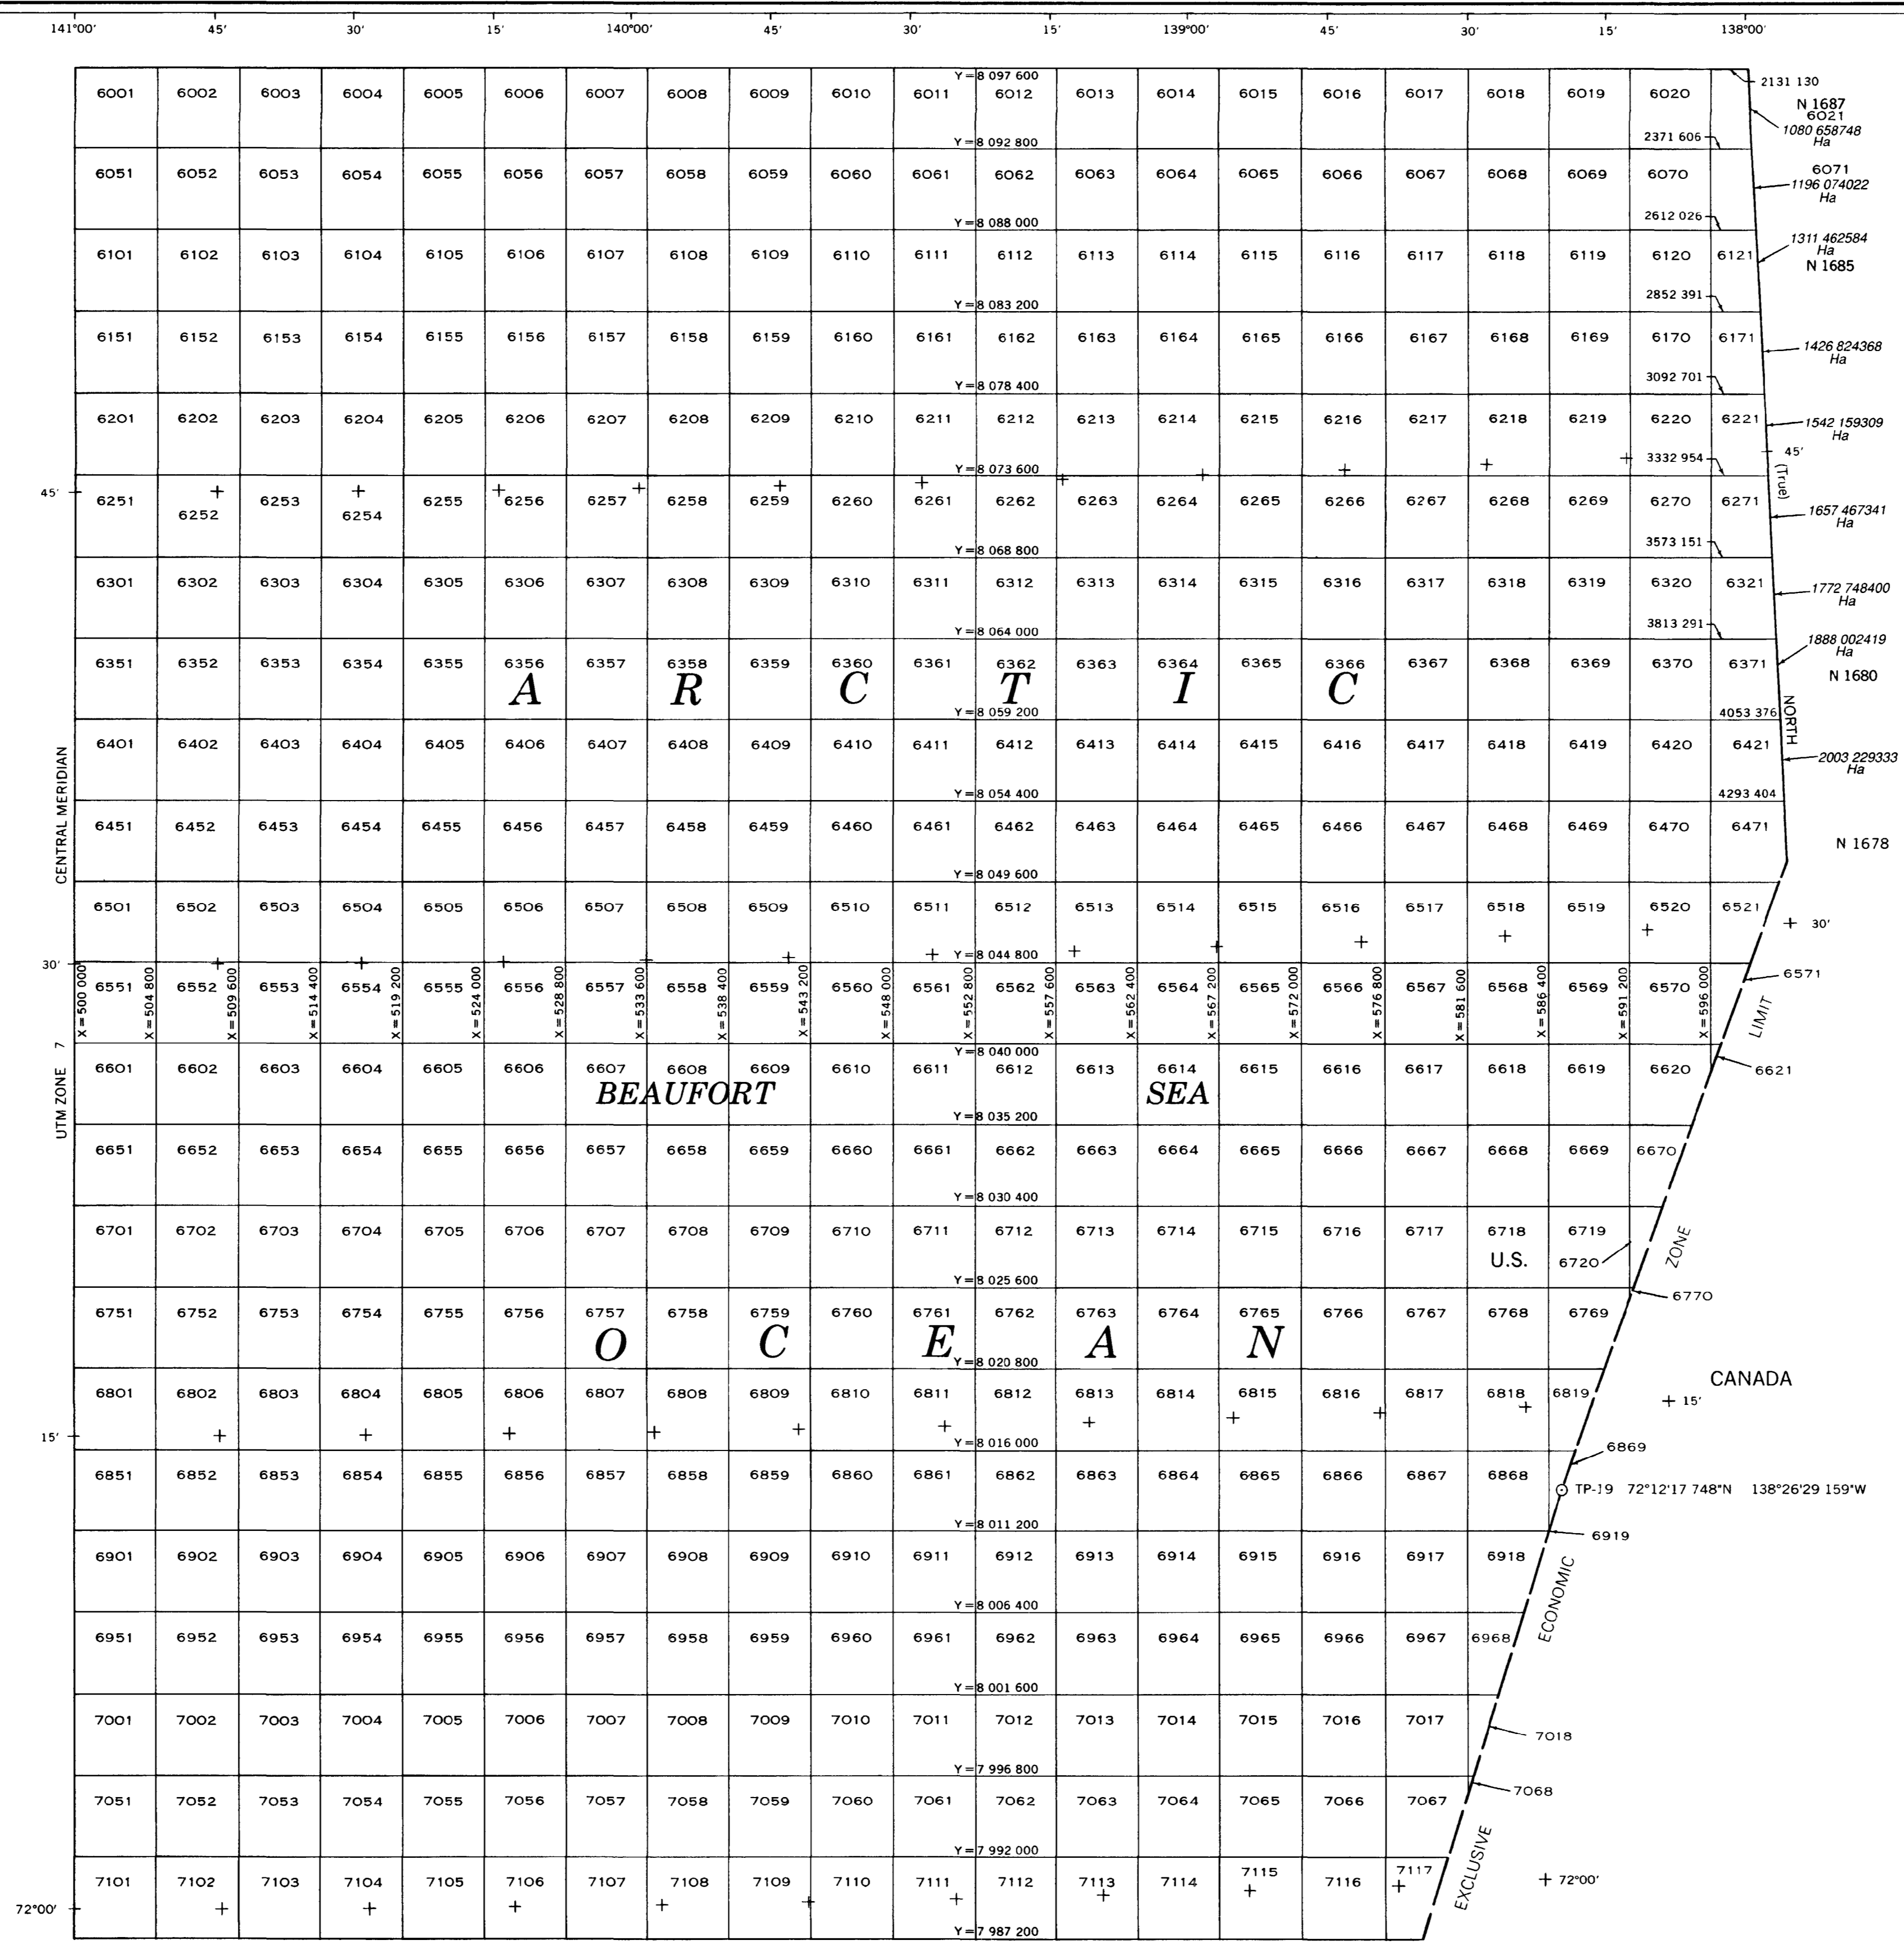 141°00' 45' 30' 15' 140°00' 45' 30' 15' 139°00' 45' 30' 15' 138°00'
Y = 8 097 600
2131 130
6001 6002 6003 6004 6005 6006 6007 6008 6009 6010 6011 6012 6013 6014 6015 6016 6017 6018 6019 6020
N 1687
6021
1080 658748
Ha
2371 606
Y = 8 092 800
6051 6052 6053 6054 6055 6056 6057 6058 6059 6060 6061 6062 6063 6064 6065 6066 6067 6068 6069 6070 6071
1196 074022
Ha
2612 026
Y = 8 088 000
1311 462584
Ha
6101 6102 6103 6104 6105 6106 6107 6108 6109 6110 6111 6112 6113 6114 6115 6116 6117 6118 6119 6120 6121
N 1685
2852 391
Y = 8 083 200
6151 6152 6153 6154 6155 6156 6157 6158 6159 6160 6161 6162 6163 6164 6165 6166 6167 6168 6169 6170 6171
1426 824368
Ha
3092 701
Y = 8 078 400
6201 6202 6203 6204 6205 6206 6207 6208 6209 6210 6211 6212 6213 6214 6215 6216 6217 6218 6219 6220 6221
1542 159309
Ha
3332 954
45'
(True)
Y = 8 073 600
45'
6251 6252 6253 6254 6255 6256 6257 6258 6259 6260 6261 6262 6263 6264 6265 6266 6267 6268 6269 6270 6271
1657 467341
Ha
3573 151
Y = 8 068 800
6301 6302 6303 6304 6305 6306 6307 6308 6309 6310 6311 6312 6313 6314 6315 6316 6317 6318 6319 6320 6321
1772 748400
Ha
3813 291
Y = 8 064 000
1888 002419
Ha
6351 6352 6353 6354 6355 6356 6357 6358 6359 6360 6361 6362 6363 6364 6365 6366 6367 6368 6369 6370 6371
N 1680
A R C T I C
4053 376
Y = 8 059 200
NORTH
6401 6402 6403 6404 6405 6406 6407 6408 6409 6410 6411 6412 6413 6414 6415 6416 6417 6418 6419 6420 6421
2003 229333
Ha
4293 404
Y = 8 054 400
CENTRAL MERIDIAN
6451 6452 6453 6454 6455 6456 6457 6458 6459 6460 6461 6462 6463 6464 6465 6466 6467 6468 6469 6470 6471
N 1678
Y = 8 049 600
6501 6502 6503 6504 6505 6506 6507 6508 6509 6510 6511 6512 6513 6514 6515 6516 6517 6518 6519 6520 6521
30'
Y = 8 044 800
30'
6551 6552 6553 6554 6555 6556 6557 6558 6559 6560 6561 6562 6563 6564 6565 6566 6567 6568 6569 6570 6571
X = 500 000 X = 504 800 X = 509 600 X = 514 400 X = 519 200 X = 524 000 X = 528 800 X = 533 600 X = 538 400 X = 543 200 X = 548 000 X = 552 800 X = 557 600 X = 562 400 X = 567 200 X = 572 000 X = 576 800 X = 581 600 X = 586 400 X = 591 200 X = 596 000
LIMIT
Y = 8 040 000
UTM ZONE 7
6601 6602 6603 6604 6605 6606 6607 6608 6609 6610 6611 6612 6613 6614 6615 6616 6617 6618 6619 6620 6621
BEAUFORT SEA
Y = 8 035 200
6651 6652 6653 6654 6655 6656 6657 6658 6659 6660 6661 6662 6663 6664 6665 6666 6667 6668 6669 6670
Y = 8 030 400
6701 6702 6703 6704 6705 6706 6707 6708 6709 6710 6711 6712 6713 6714 6715 6716 6717 6718 6719
U.S. 6720
ZONE
Y = 8 025 600
6770
6751 6752 6753 6754 6755 6756 6757 6758 6759 6760 6761 6762 6763 6764 6765 6766 6767 6768 6769
O C E A N
Y = 8 020 800
CANADA
6801 6802 6803 6804 6805 6806 6807 6808 6809 6810 6811 6812 6813 6814 6815 6816 6817 6818 6819
15'
15'
Y = 8 016 000
6869
6851 6852 6853 6854 6855 6856 6857 6858 6859 6860 6861 6862 6863 6864 6865 6866 6867 6868
TP-19 72°12'17 748"N 138°26'29 159"W
Y = 8 011 200
6919
6901 6902 6903 6904 6905 6906 6907 6908 6909 6910 6911 6912 6913 6914 6915 6916 6917 6918
ECONOMIC
Y = 8 006 400
6951 6952 6953 6954 6955 6956 6957 6958 6959 6960 6961 6962 6963 6964 6965 6966 6967 6968
Y = 8 001 600
7001 7002 7003 7004 7005 7006 7007 7008 7009 7010 7011 7012 7013 7014 7015 7016 7017 7018
Y = 7 996 800
7051 7052 7053 7054 7055 7056 7057 7058 7059 7060 7061 7062 7063 7064 7065 7066 7067 7068
Y = 7 992 000
EXCLUSIVE
7101 7102 7103 7104 7105 7106 7107 7108 7109 7110 7111 7112 7113 7114 7115 7116 7117
72°00'
72°00'
Y = 7 987 200